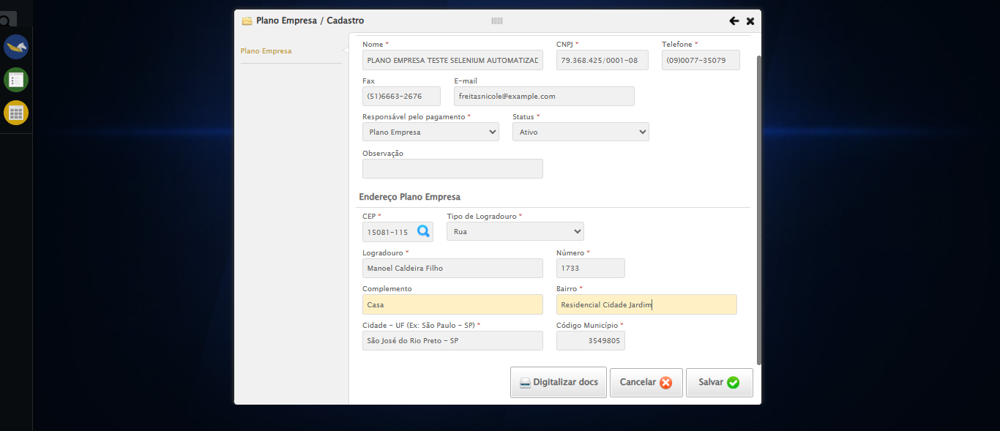 Plano Empresa / Cadastro
Plano Empresa
Nome * CNPJ * Telefone *
PLANO EMPRESA TESTE SELENIUM AUTOMATIZAD 79.368.425/0001-08 (09)0077-35079
Fax E-mail
(51)6663-2676 freitasnicole@example.com
Responsável pelo pagamento * Status *
Plano Empresa Ativo
Observação
Endereço Plano Empresa
CEP * Tipo de Logradouro *
15081-115 Rua
Logradouro * Número *
Manoel Caldeira Filho 1733
Complemento Bairro *
Casa Residencial Cidade Jardim
Cidade - UF (Ex: São Paulo - SP) * Código Município *
São José do Rio Preto - SP 3549805
Digitalizar docs Cancelar Salvar